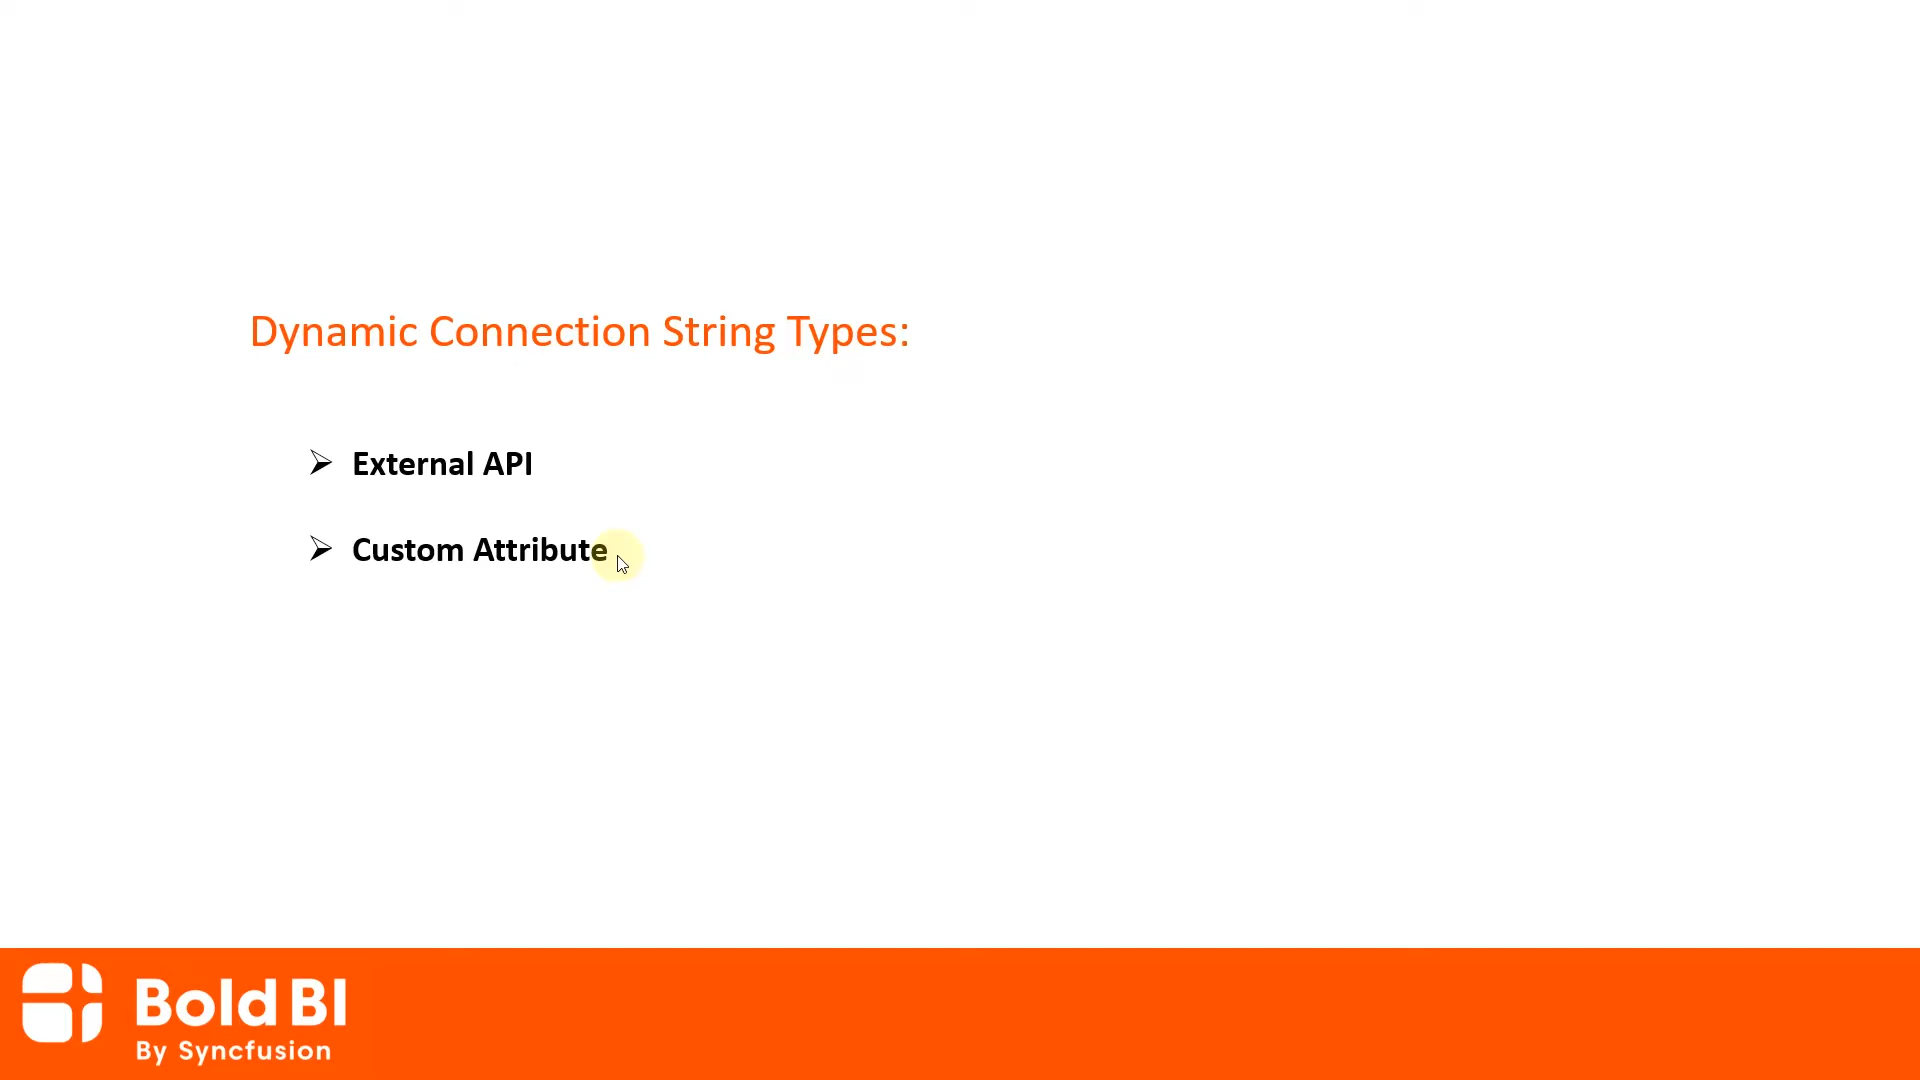 Dynamic Connection String Types:
External API
Custom Attribute
Bold BI
By Syncfusion